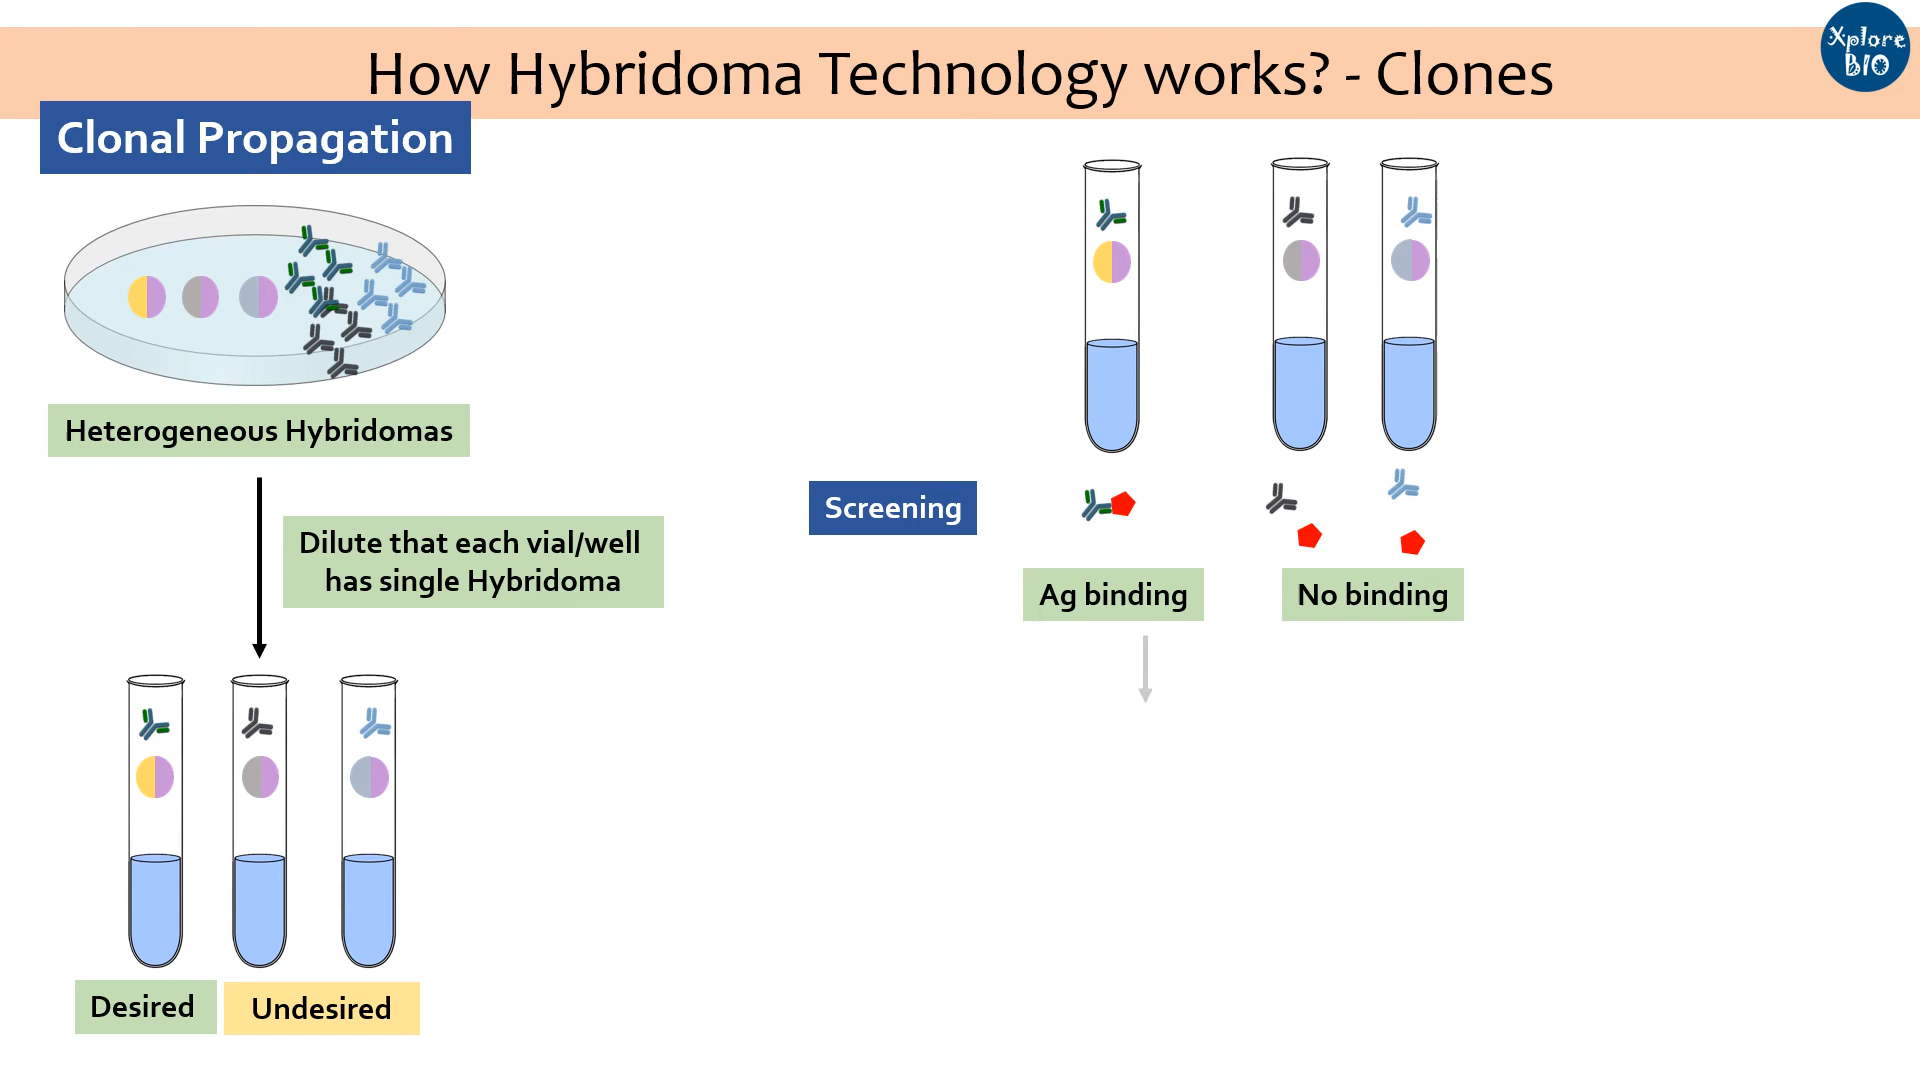 How Hybridoma Technology works? - Clones
Xplore
BIO
Clonal Propagation
Heterogeneous Hybridomas
Dilute that each vial/well
has single Hybridoma
Desired
Undesired
Screening
Ag binding
No binding